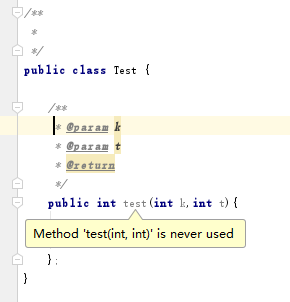 /**
*
*/
public class Test {
/**
* @param k
* @param t
* @return
*/
public int test(int k,int t){
Method 'test(int, int)' is never used
};
}